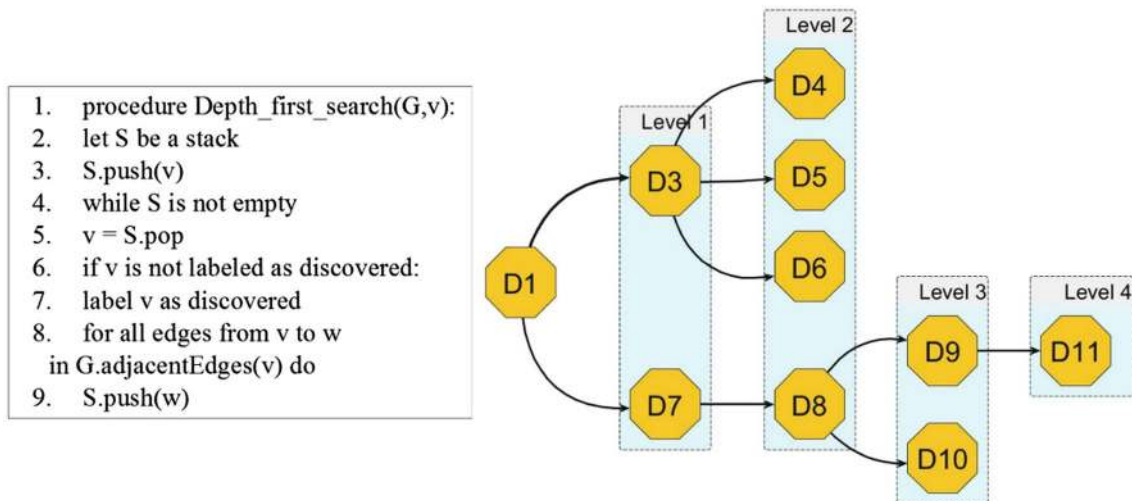 1. procedure Depth_first_search(G,v):
2. let S be a stack
3. S.push(v)
4. while S is not empty
5. v = S.pop
6. if v is not labeled as discovered:
7. label v as discovered
8. for all edges from v to w
in G.adjacentEdges(v) do
9. S.push(w)
D1
Level 1
D3
D7
Level 2
D4
D5
D6
D8
Level 3
D9
D10
Level 4
D11